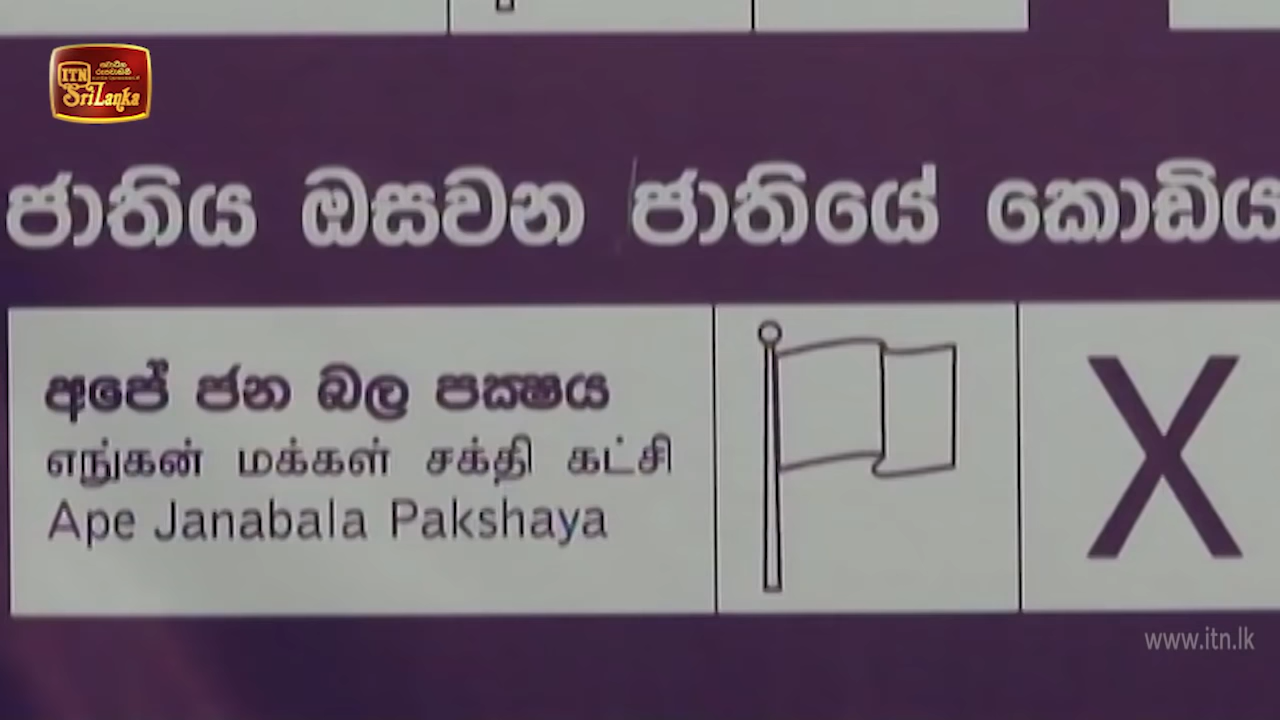 ස්වාධීන
රූපවාහිනී
ITN
SriLanka
ජාතිය ඔසවන ජාතියේ කොඩිය
අපේ ජන බල පක්ෂය
எங்கள் மக்கள் சக்தி கட்சி
Ape Janabala Pakshaya
X
www.itn.lk